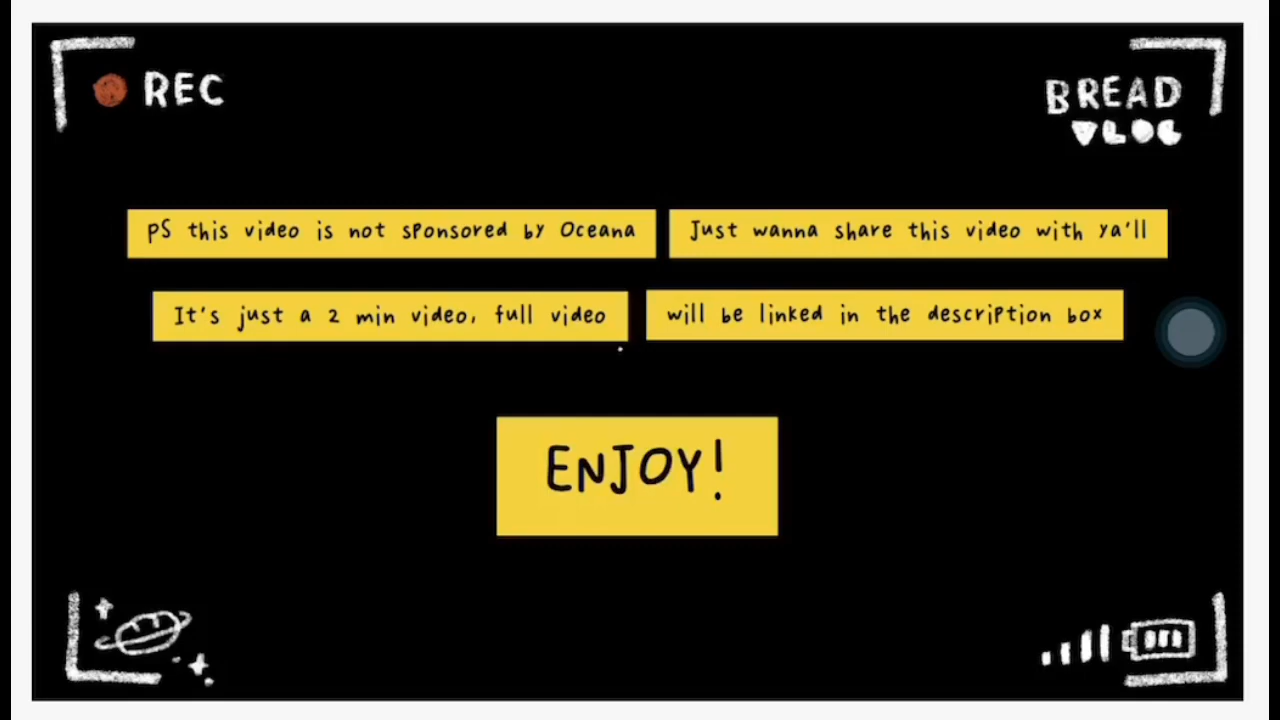 REC
BREAD
VLOG
PS this video is not sponsored by Oceana
Just wanna share this video with ya'll
It's just a 2 min video, full video
will be linked in the description box
ENJOY!